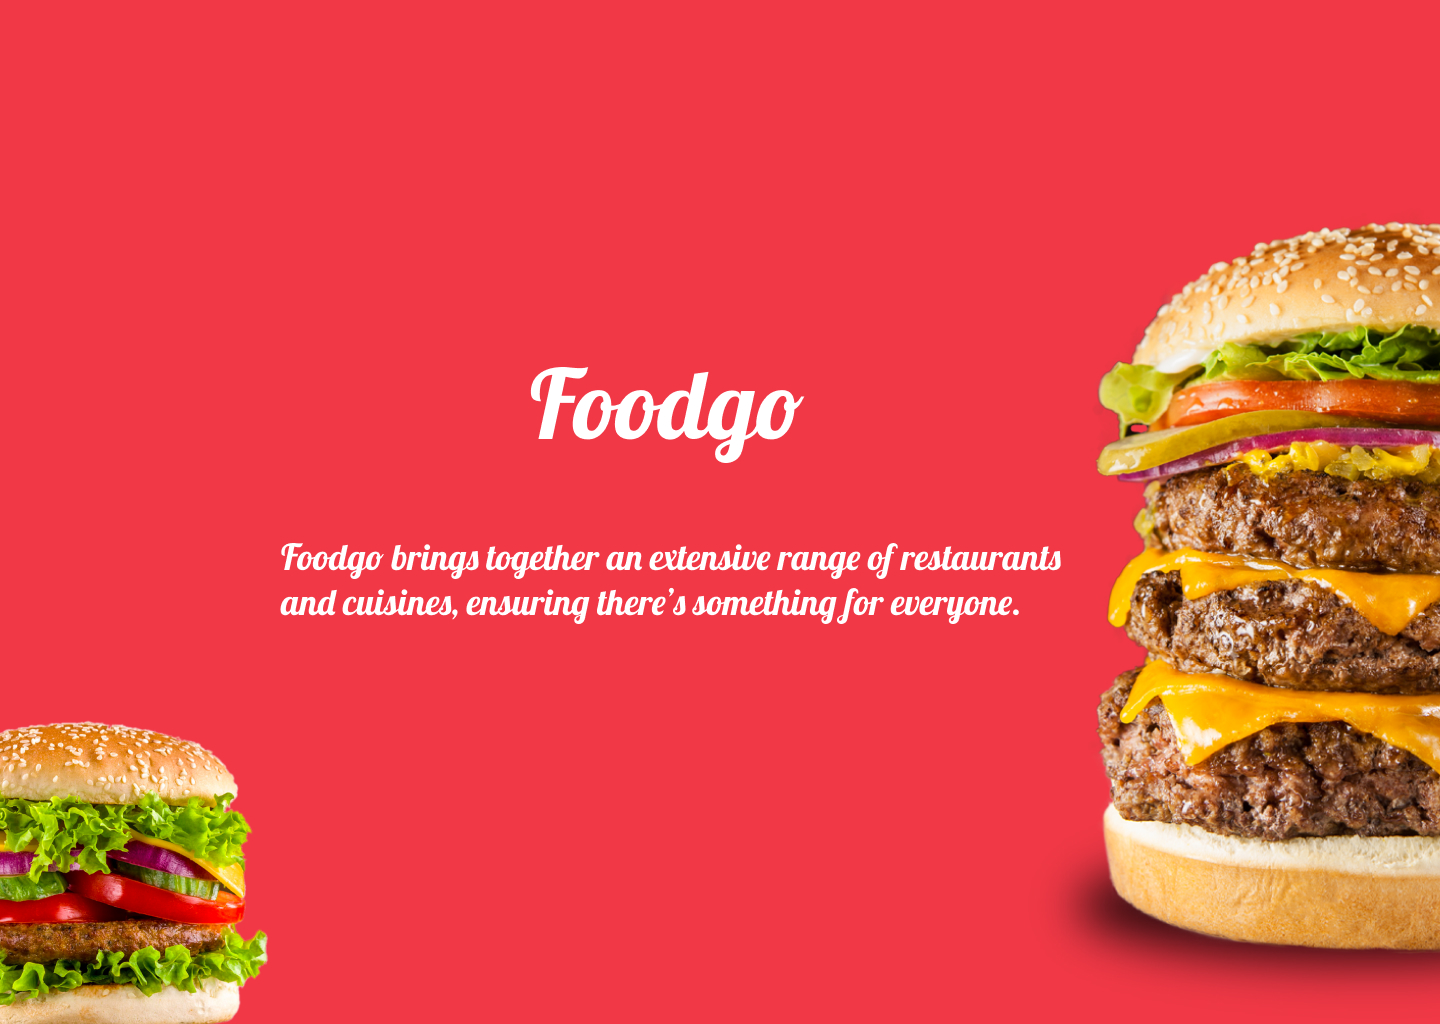 Foodgo
Foodgo brings together an extensive range of restaurants
and cuisines, ensuring there’s something for everyone.